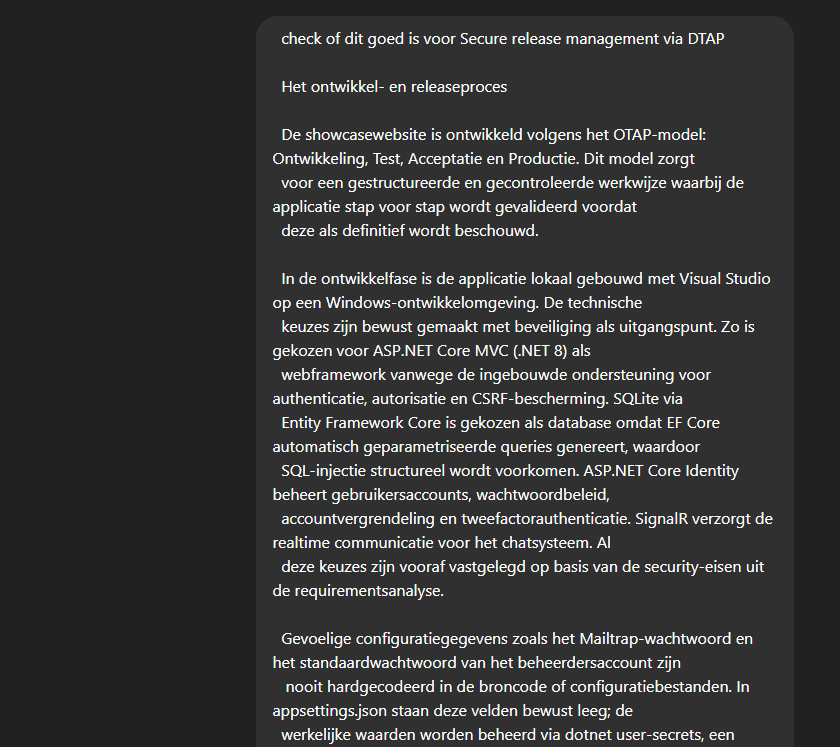 check of dit goed is voor Secure release management via DTAP
Het ontwikkel- en releaseproces
De showcasewebsite is ontwikkeld volgens het OTAP-model:
Ontwikkeling, Test, Acceptatie en Productie. Dit model zorgt
voor een gestructureerde en gecontroleerde werkwijze waarbij de
applicatie stap voor stap wordt gevalideerd voordat
deze als definitief wordt beschouwd.
In de ontwikkelfase is de applicatie lokaal gebouwd met Visual Studio
op een Windows-ontwikkelomgeving. De technische
keuzes zijn bewust gemaakt met beveiliging als uitgangspunt. Zo is
gekozen voor ASP.NET Core MVC (.NET 8) als
webframework vanwege de ingebouwde ondersteuning voor
authenticatie, autorisatie en CSRF-bescherming. SQLite via
Entity Framework Core is gekozen als database omdat EF Core
automatisch geparametriseerde queries genereert, waardoor
SQL-injectie structureel wordt voorkomen. ASP.NET Core Identity
beheert gebruikersaccounts, wachtwoordbeleid,
accountvergrendeling en tweefactorauthenticatie. SignalR verzorgt de
realtime communicatie voor het chatsysteem. Al
deze keuzes zijn vooraf vastgelegd op basis van de security-eisen uit
de requirementsanalyse.
Gevoelige configuratiegegevens zoals het Mailtrap-wachtwoord en
het standaardwachtwoord van het beheerdersaccount zijn
nooit hardgecodeerd in de broncode of configuratiebestanden. In
appsettings.json staan deze velden bewust leeg; de
werkelijke waarden worden beheerd via dotnet user-secrets, een